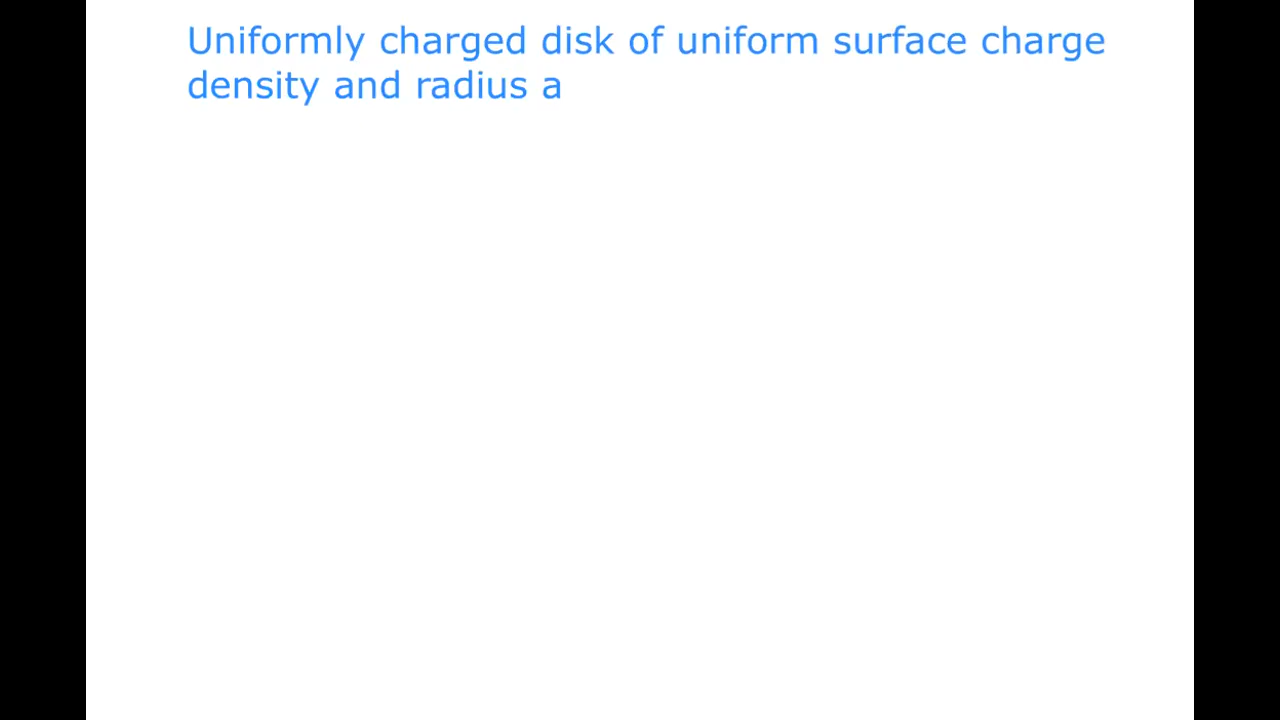 Uniformly charged disk of uniform surface charge
density and radius a